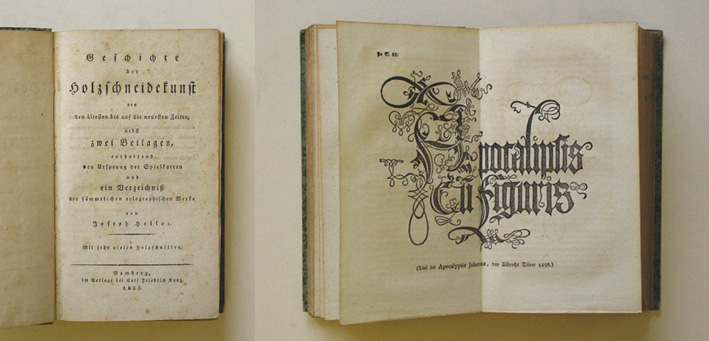 Geschichte
der
Holzschneidekunst
von
den ältesten bis auf die neuesten Zeiten,
nebst
zwei Beilagen,
enthaltend
den Ursprung der Spielkarten
und
ein Verzeichniß
der sämmtlichen xylographischen Werke
von
Joseph Heller.
Mit sehr vielen Holzschnitten.
Bamberg,
im Verlage bei Carl Friedrich Kunz
1823.
Apocalipsis
cu figuris
(Titel der Apocalypsis Johannis, von Albrecht Dürer 1498.)